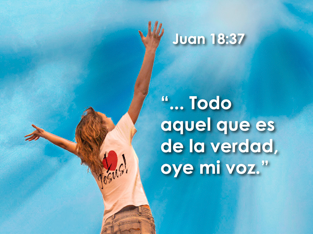 Juan 18:37
“... Todo
aquel que es
de la verdad,
oye mi voz.”
Jesus!